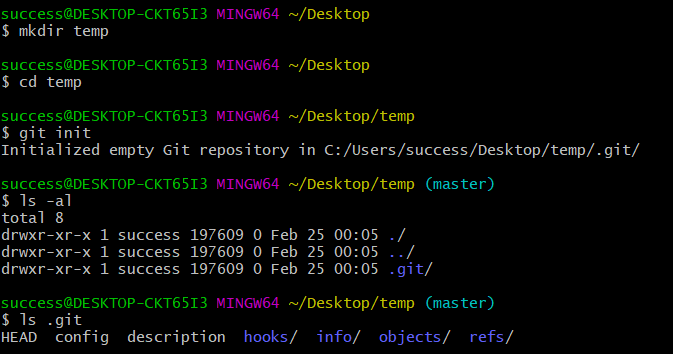 success@DESKTOP-CKT65I3 MINGW64 ~/Desktop
$ mkdir temp
success@DESKTOP-CKT65I3 MINGW64 ~/Desktop
$ cd temp
success@DESKTOP-CKT65I3 MINGW64 ~/Desktop/temp
$ git init
Initialized empty Git repository in C:/Users/success/Desktop/temp/.git/
success@DESKTOP-CKT65I3 MINGW64 ~/Desktop/temp (master)
$ ls -al
total 8
drwxr-xr-x 1 success 197609 0 Feb 25 00:05 ./
drwxr-xr-x 1 success 197609 0 Feb 25 00:05 ../
drwxr-xr-x 1 success 197609 0 Feb 25 00:05 .git/
success@DESKTOP-CKT65I3 MINGW64 ~/Desktop/temp (master)
$ ls .git
HEAD  config  description  hooks/  info/  objects/  refs/